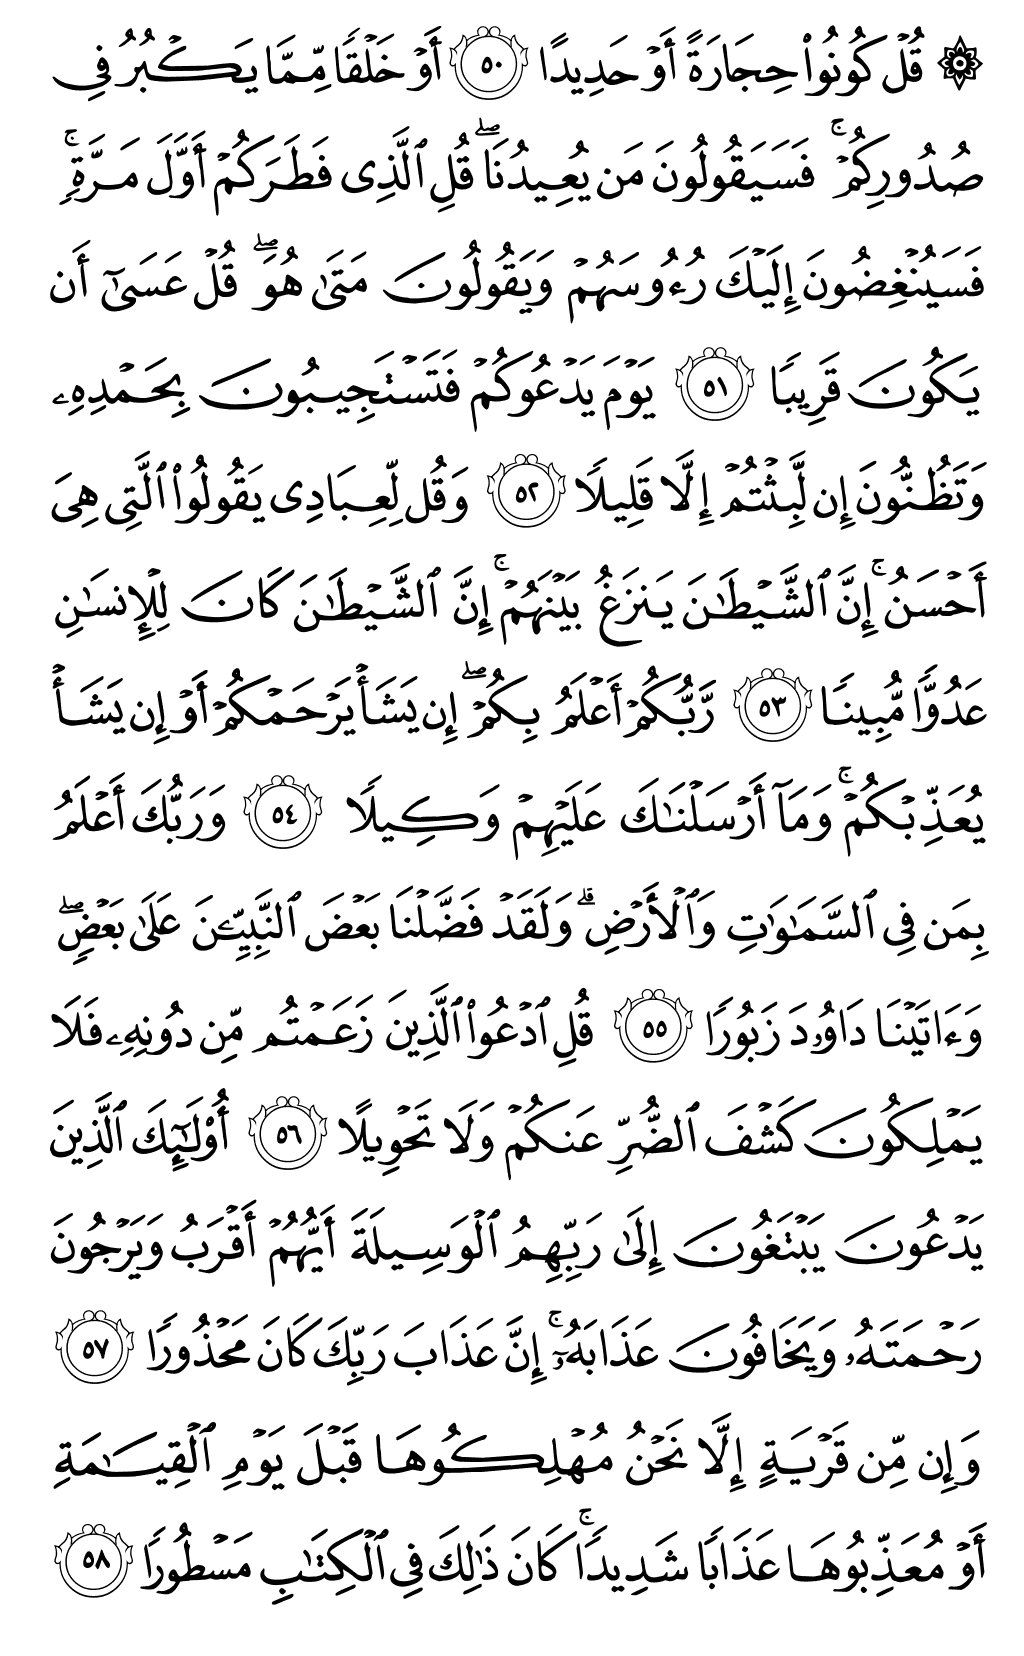 ۞ قُلْ كُونُوا۟ حِجَارَةً أَوْ حَدِيدًا ٥٠ أَوْ خَلْقًا مِّمَّا يَكْبُرُ فِى
صُدُورِكُمْ ۚ فَسَيَقُولُونَ مَن يُعِيدُنَا ۖ قُلِ ٱلَّذِى فَطَرَكُمْ أَوَّلَ مَرَّةٍ ۚ
فَسَيُنْغِضُونَ إِلَيْكَ رُءُوسَهُمْ وَيَقُولُونَ مَتَىٰ هُوَ ۖ قُلْ عَسَىٰٓ أَن
يَكُونَ قَرِيبًا ٥١ يَوْمَ يَدْعُوكُمْ فَتَسْتَجِيبُونَ بِحَمْدِهِۦ
وَتَظُنُّونَ إِن لَّبِثْتُمْ إِلَّا قَلِيلًا ٥٢ وَقُل لِّعِبَادِى يَقُولُوا۟ ٱلَّتِى هِىَ
أَحْسَنُ ۚ إِنَّ ٱلشَّيْطَـٰنَ يَنزَغُ بَيْنَهُمْ ۚ إِنَّ ٱلشَّيْطَـٰنَ كَانَ لِلْإِنسَـٰنِ
عَدُوًّا مُّبِينًا ٥٣ رَّبُّكُمْ أَعْلَمُ بِكُمْ ۖ إِن يَشَأْ يَرْحَمْكُمْ أَوْ إِن يَشَأْ
يُعَذِّبْكُمْ ۚ وَمَآ أَرْسَلْنَـٰكَ عَلَيْهِمْ وَكِيلًا ٥٤ وَرَبُّكَ أَعْلَمُ
بِمَن فِى ٱلسَّمَـٰوَٰتِ وَٱلْأَرْضِ ۗ وَلَقَدْ فَضَّلْنَا بَعْضَ ٱلنَّبِيِّـۧنَ عَلَىٰ بَعْضٍ ۖ
وَءَاتَيْنَا دَاوُۥدَ زَبُورًا ٥٥ قُلِ ٱدْعُوا۟ ٱلَّذِينَ زَعَمْتُم مِّن دُونِهِۦ فَلَا
يَمْلِكُونَ كَشْفَ ٱلضُّرِّ عَنكُمْ وَلَا تَحْوِيلًا ٥٦ أُو۟لَـٰٓئِكَ ٱلَّذِينَ
يَدْعُونَ يَبْتَغُونَ إِلَىٰ رَبِّهِمُ ٱلْوَسِيلَةَ أَيُّهُمْ أَقْرَبُ وَيَرْجُونَ
رَحْمَتَهُۥ وَيَخَافُونَ عَذَابَهُۥٓ ۚ إِنَّ عَذَابَ رَبِّكَ كَانَ مَحْذُورًا ٥٧
وَإِن مِّن قَرْيَةٍ إِلَّا نَحْنُ مُهْلِكُوهَا قَبْلَ يَوْمِ ٱلْقِيَـٰمَةِ
أَوْ مُعَذِّبُوهَا عَذَابًا شَدِيدًا ۚ كَانَ ذَٰلِكَ فِى ٱلْكِتَـٰبِ مَسْطُورًا ٥٨